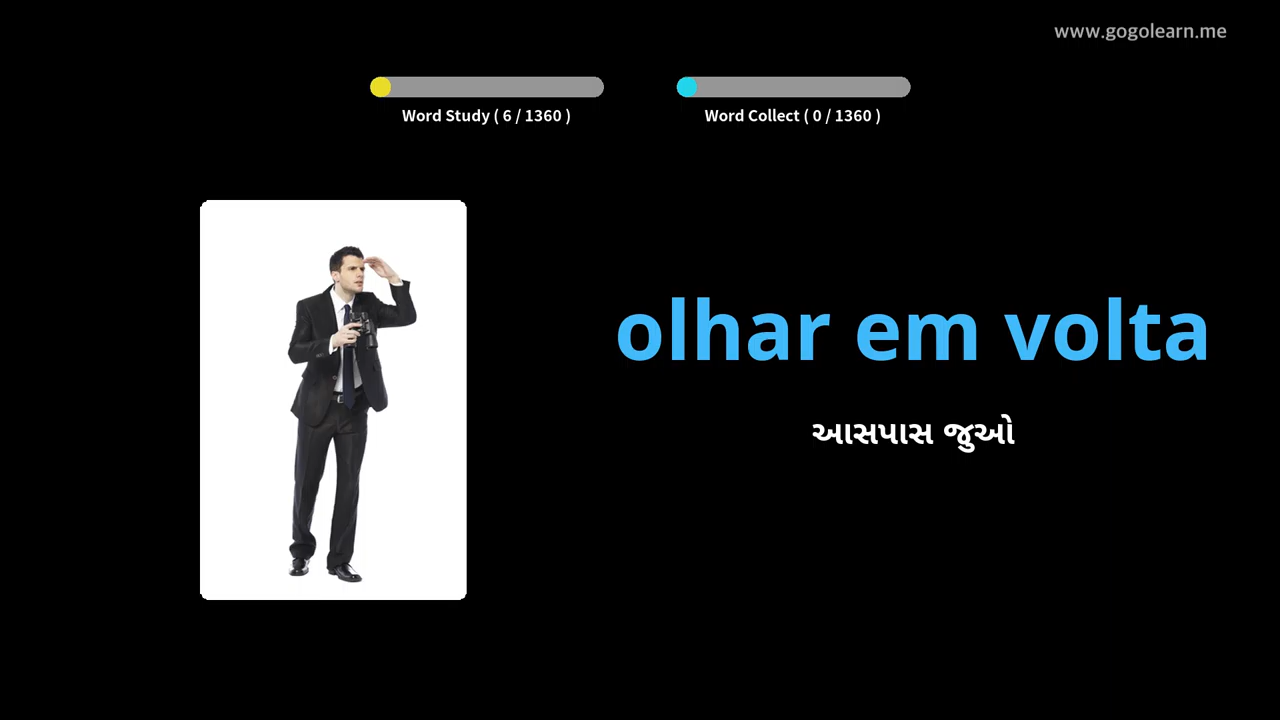 www.gogolearn.me
Word Study ( 6 / 1360 )
Word Collect ( 0 / 1360 )
olhar em volta
આસપાસ જુઓ